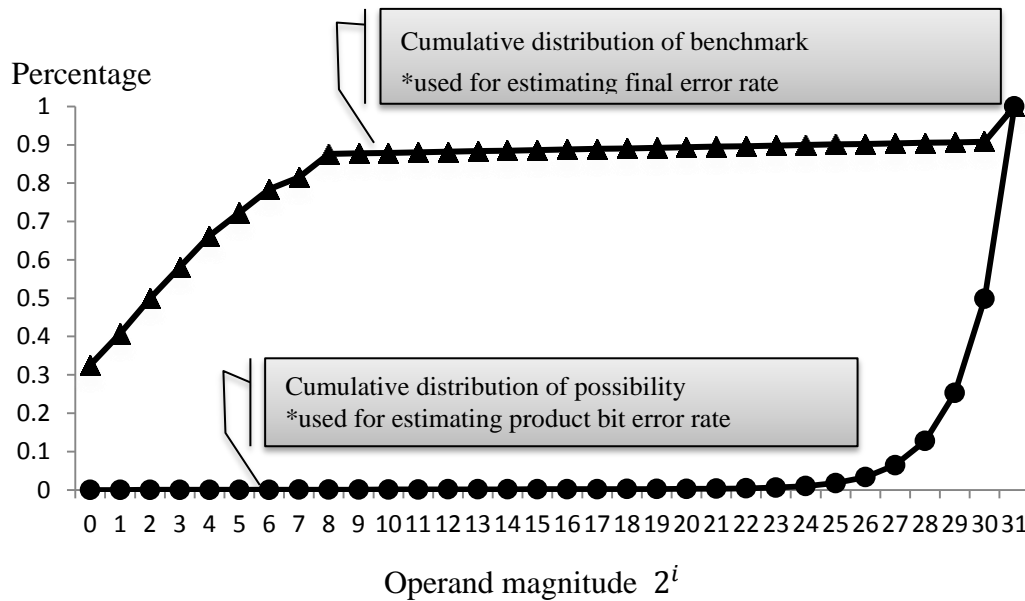 Cumulative distribution of benchmark
*used for estimating final error rate
Percentage
1
0.9
0.8
0.7
0.6
0.5
0.4
0.3
0.2
0.1
0
Cumulative distribution of possibility
*used for estimating product bit error rate
0 1 2 3 4 5 6 7 8 9 10 11 12 13 14 15 16 17 18 19 20 21 22 23 24 25 26 27 28 29 30 31
Operand magnitude 2^i